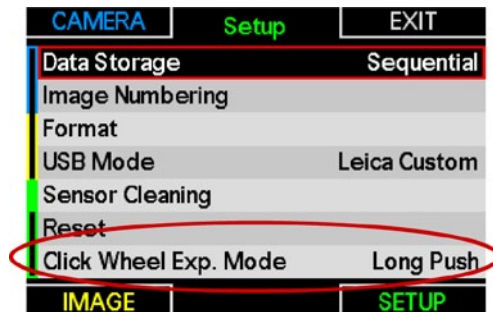 CAMERA Setup EXIT
Data Storage Sequential
Image Numbering
Format
USB Mode Leica Custom
Sensor Cleaning
Reset
Click Wheel Exp. Mode Long Push
IMAGE SETUP